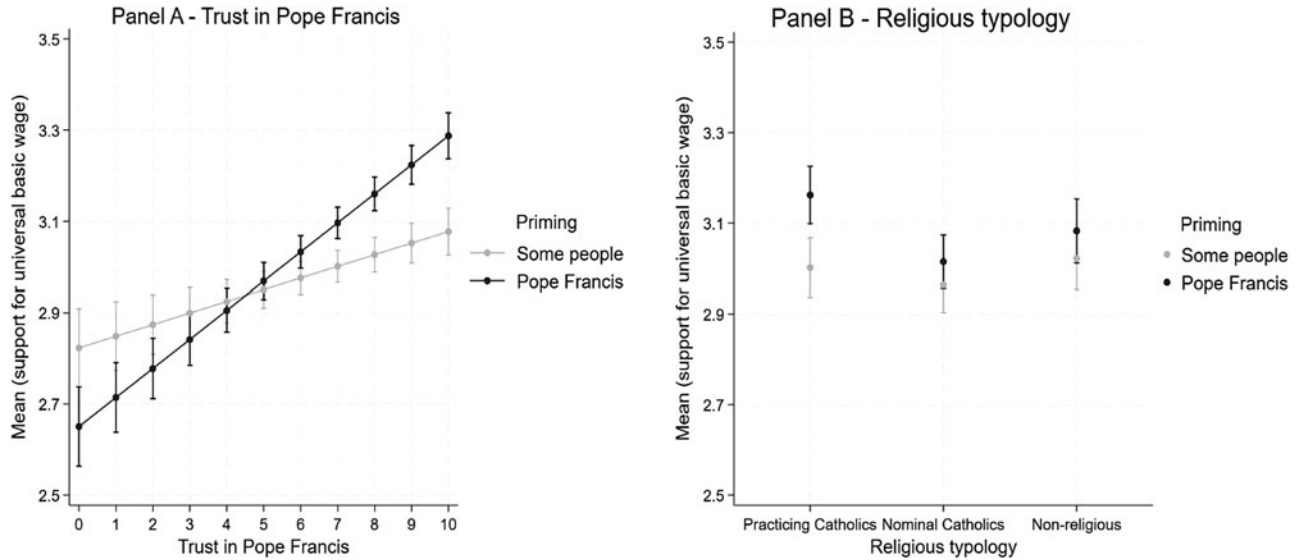 Panel A - Trust in Pope Francis
Mean (support for universal basic wage)
3.5
3.3
3.1
2.9
2.7
2.5
0 1 2 3 4 5 6 7 8 9 10
Trust in Pope Francis
Priming
Some people
Pope Francis
Panel B - Religious typology
Mean (support for universal basic wage)
3.5
3.3
3.1
2.9
2.7
2.5
Practicing Catholics Nominal Catholics Non-religious
Religious typology
Priming
Some people
Pope Francis